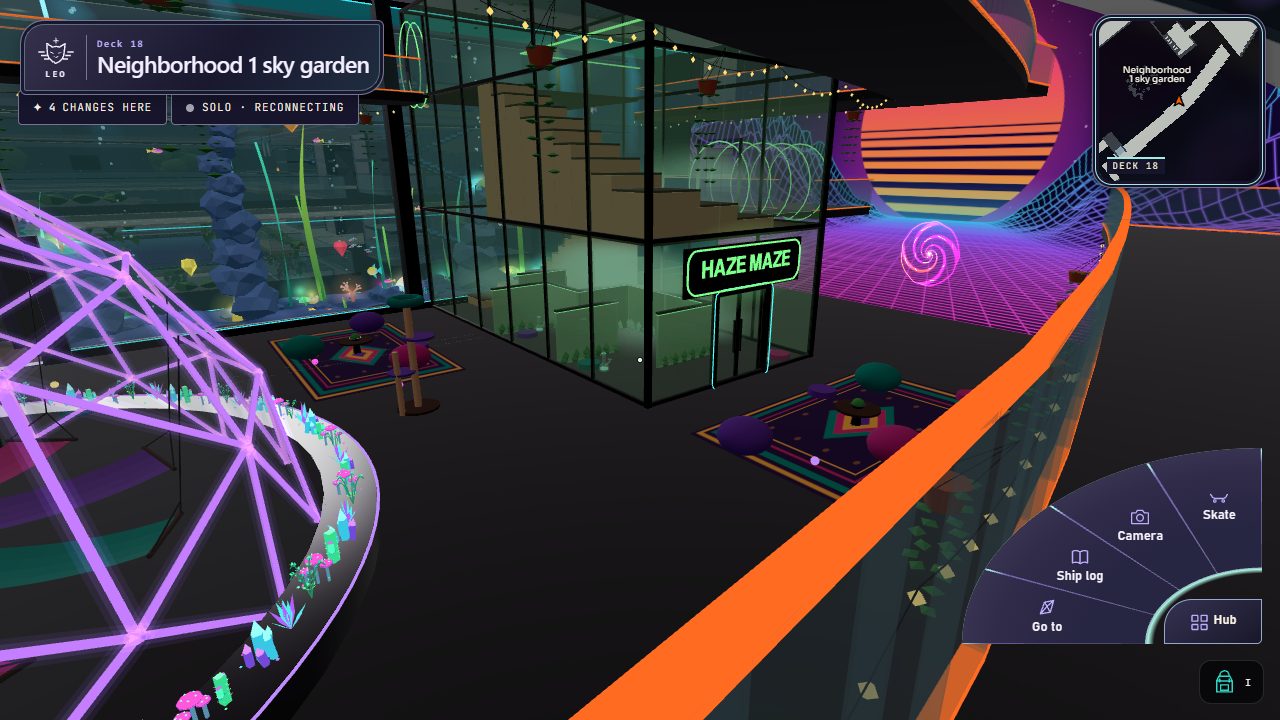 LEO
Deck 18
Neighborhood 1 sky garden
4 CHANGES HERE
SOLO · RECONNECTING
HAZE MAZE
Neighborhood
1 sky garden
DECK 18
Skate
Camera
Ship log
Go to
Hub
I